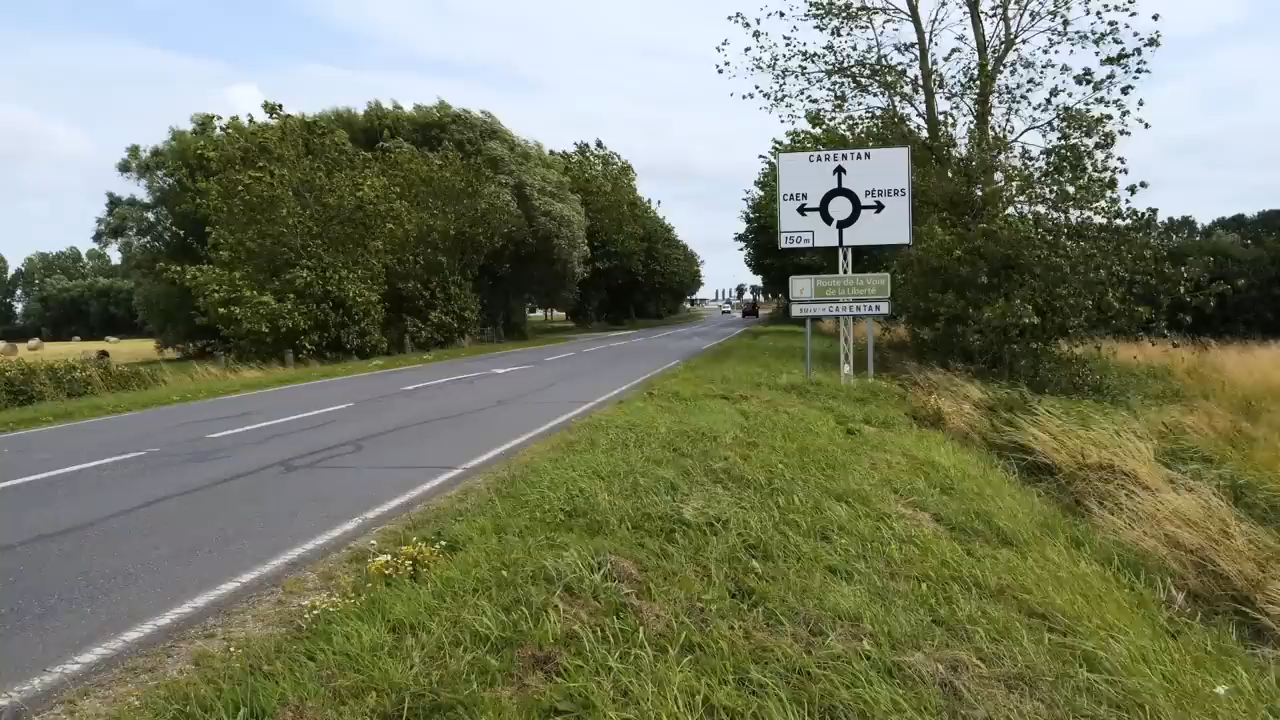 CARENTAN
CAEN
PÉRIERS
150m
Route de la Voie
de la Liberté
CARENTAN